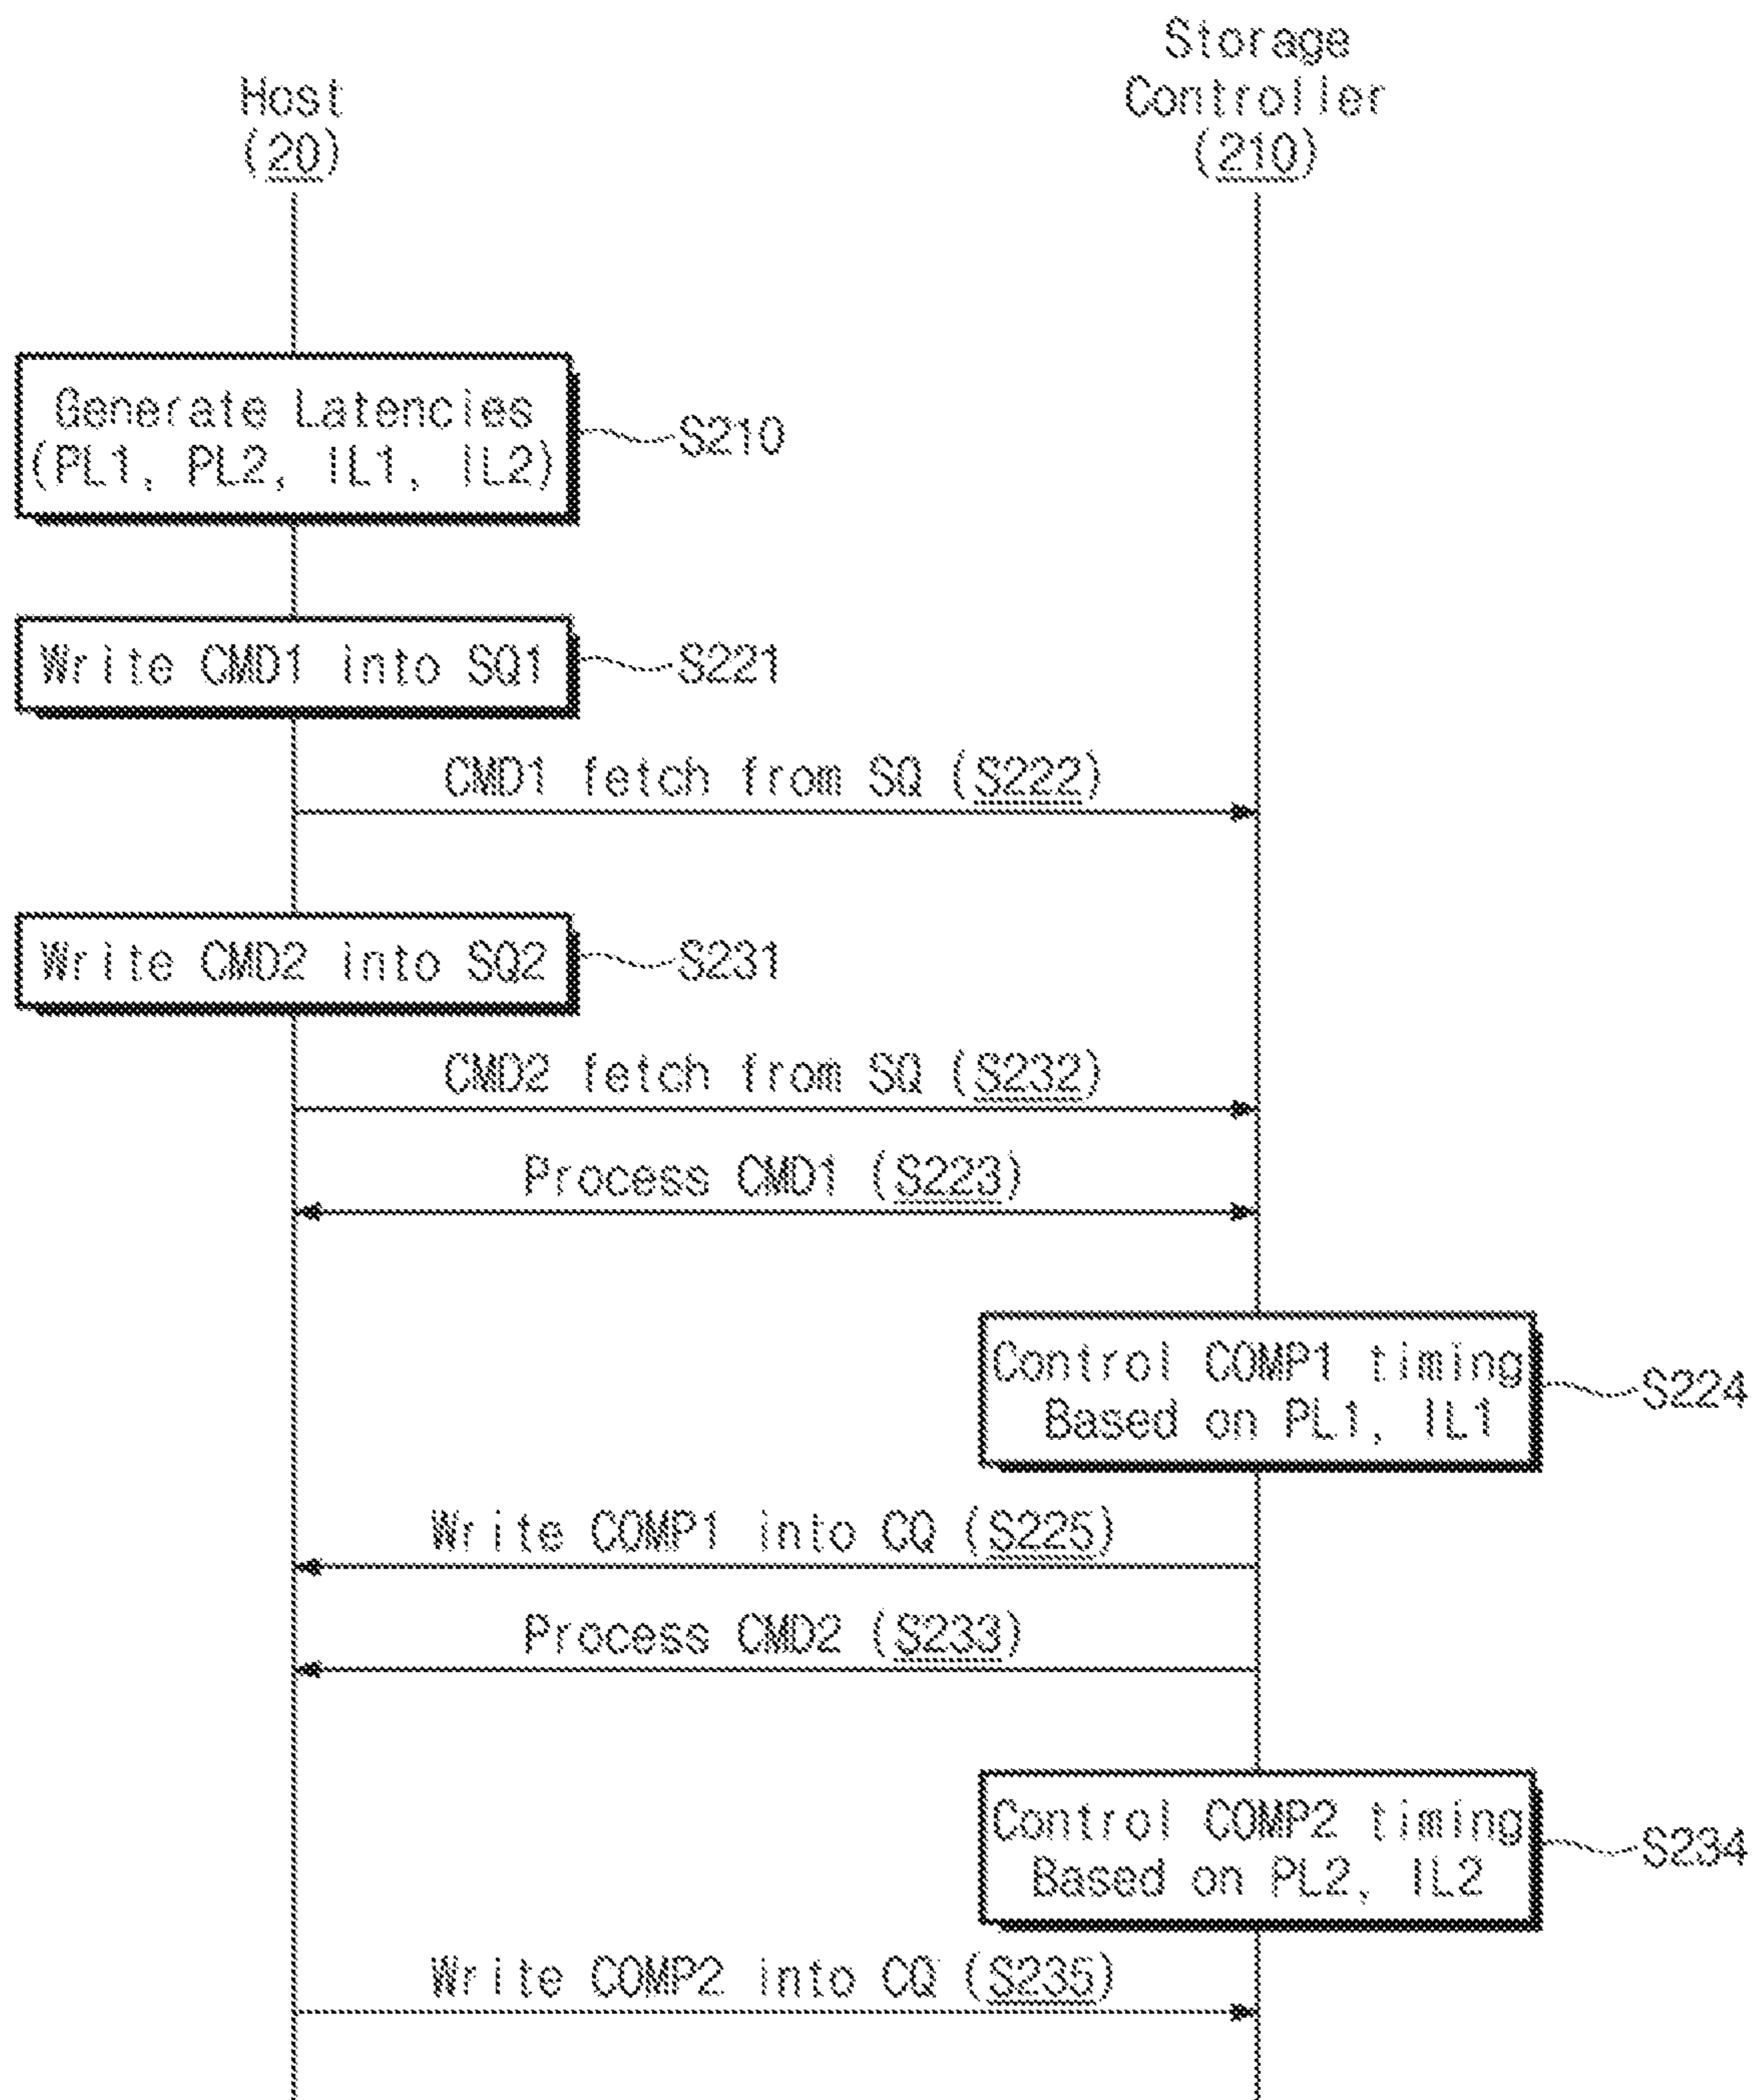 Host
(20)
Storage
Controller
(210)
Generate Latencies
(PL1, PL2, IL1, IL2)
S210
Write CMD1 into SQ1
S221
CMD1 fetch from SQ (S222)
Write CMD2 into SQ2
S231
CMD2 fetch from SQ (S232)
Process CMD1 (S223)
Control COMP1 timing
Based on PL1, IL1
S224
Write COMP1 into CQ (S225)
Process CMD2 (S233)
Control COMP2 timing
Based on PL2, IL2
S234
Write COMP2 into CQ (S235)